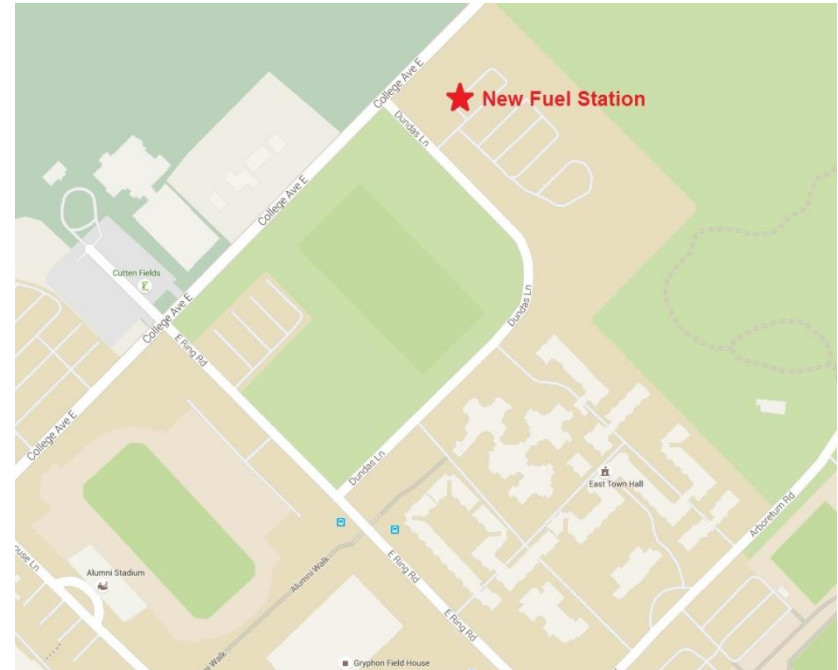 College Ave E
New Fuel Station
Dundas Ln
College Ave E
Cutten Fields
College Ave E
Dundas Ln
E Ring Rd
College Ave E
Dundas Ln
East Town Hall
Arboretum Rd
Alumni Stadium
Alumni Walk
E Ring Rd
E Ring Rd
Gryphon Field House